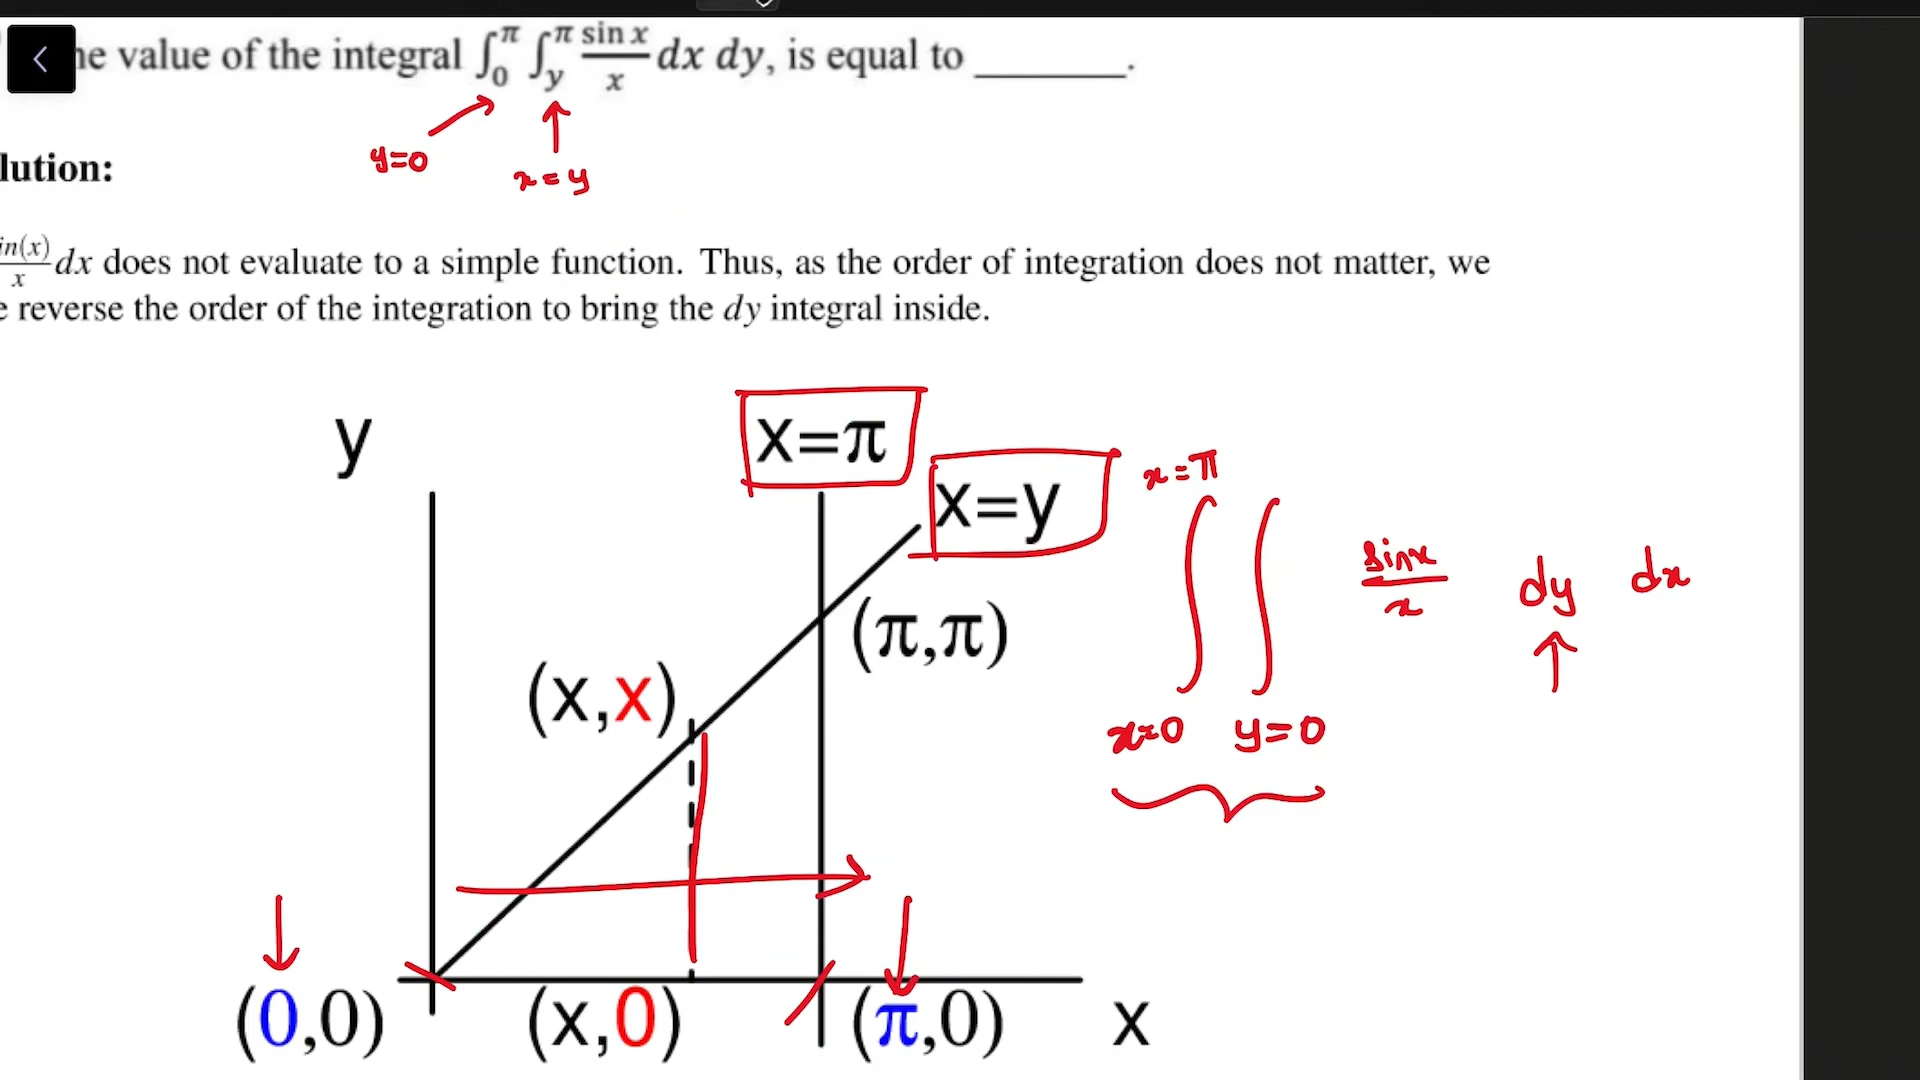 he value of the integral ∫₀^π ∫_y^π sin x / x dx dy, is equal to ________.
y=0
x=y
lution:
in(x)/x dx does not evaluate to a simple function. Thus, as the order of integration does not matter, we
e reverse the order of the integration to bring the dy integral inside.
y
x=π
x=y
x=π
∫ ∫ sinx/x dy dx
(π,π)
(x,x)
x=0 y=0
(0,0) (x,0) (π,0) x